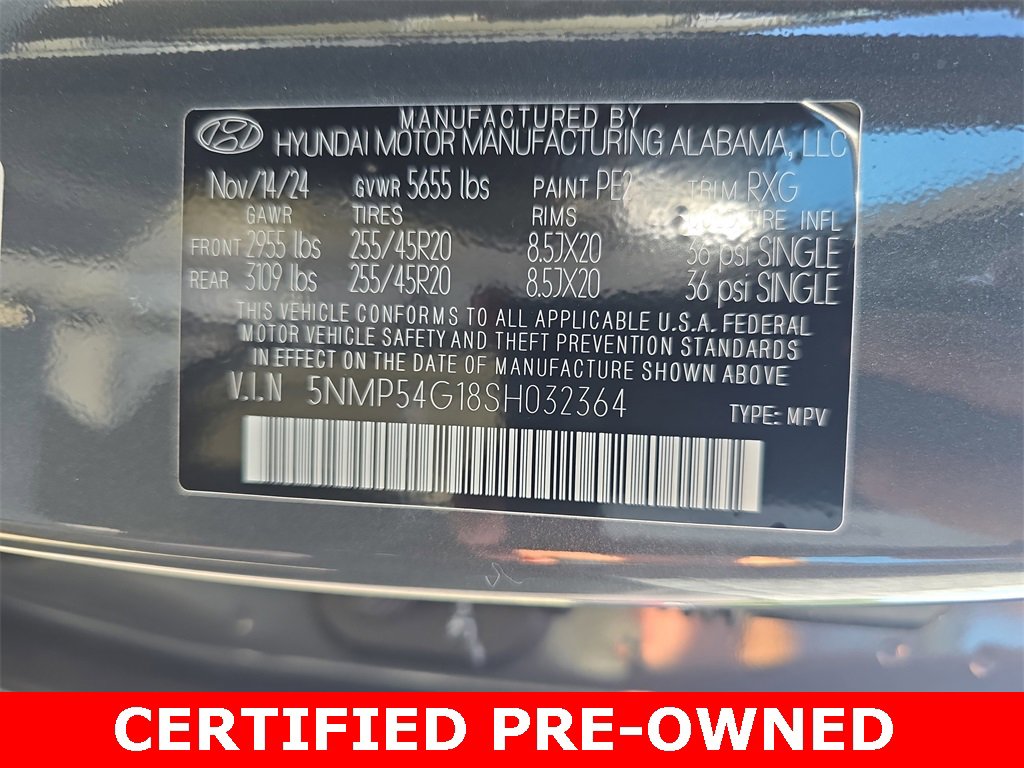 MANUFACTURED BY
HYUNDAI MOTOR MANUFACTURING ALABAMA, LLC
Nov/14/24 GVWR 5655 lbs PAINT PE2 TRIM RXG
GAWR TIRES RIMS COLD TIRE INFL
FRONT 2955 lbs 255/45R20 8.5JX20 36 psi SINGLE
REAR 3109 lbs 255/45R20 8.5JX20 36 psi SINGLE
THIS VEHICLE CONFORMS TO ALL APPLICABLE U.S.A. FEDERAL
MOTOR VEHICLE SAFETY AND THEFT PREVENTION STANDARDS
IN EFFECT ON THE DATE OF MANUFACTURE SHOWN ABOVE
V.I.N 5NMP54G18SH032364
TYPE: MPV
CERTIFIED PRE-OWNED